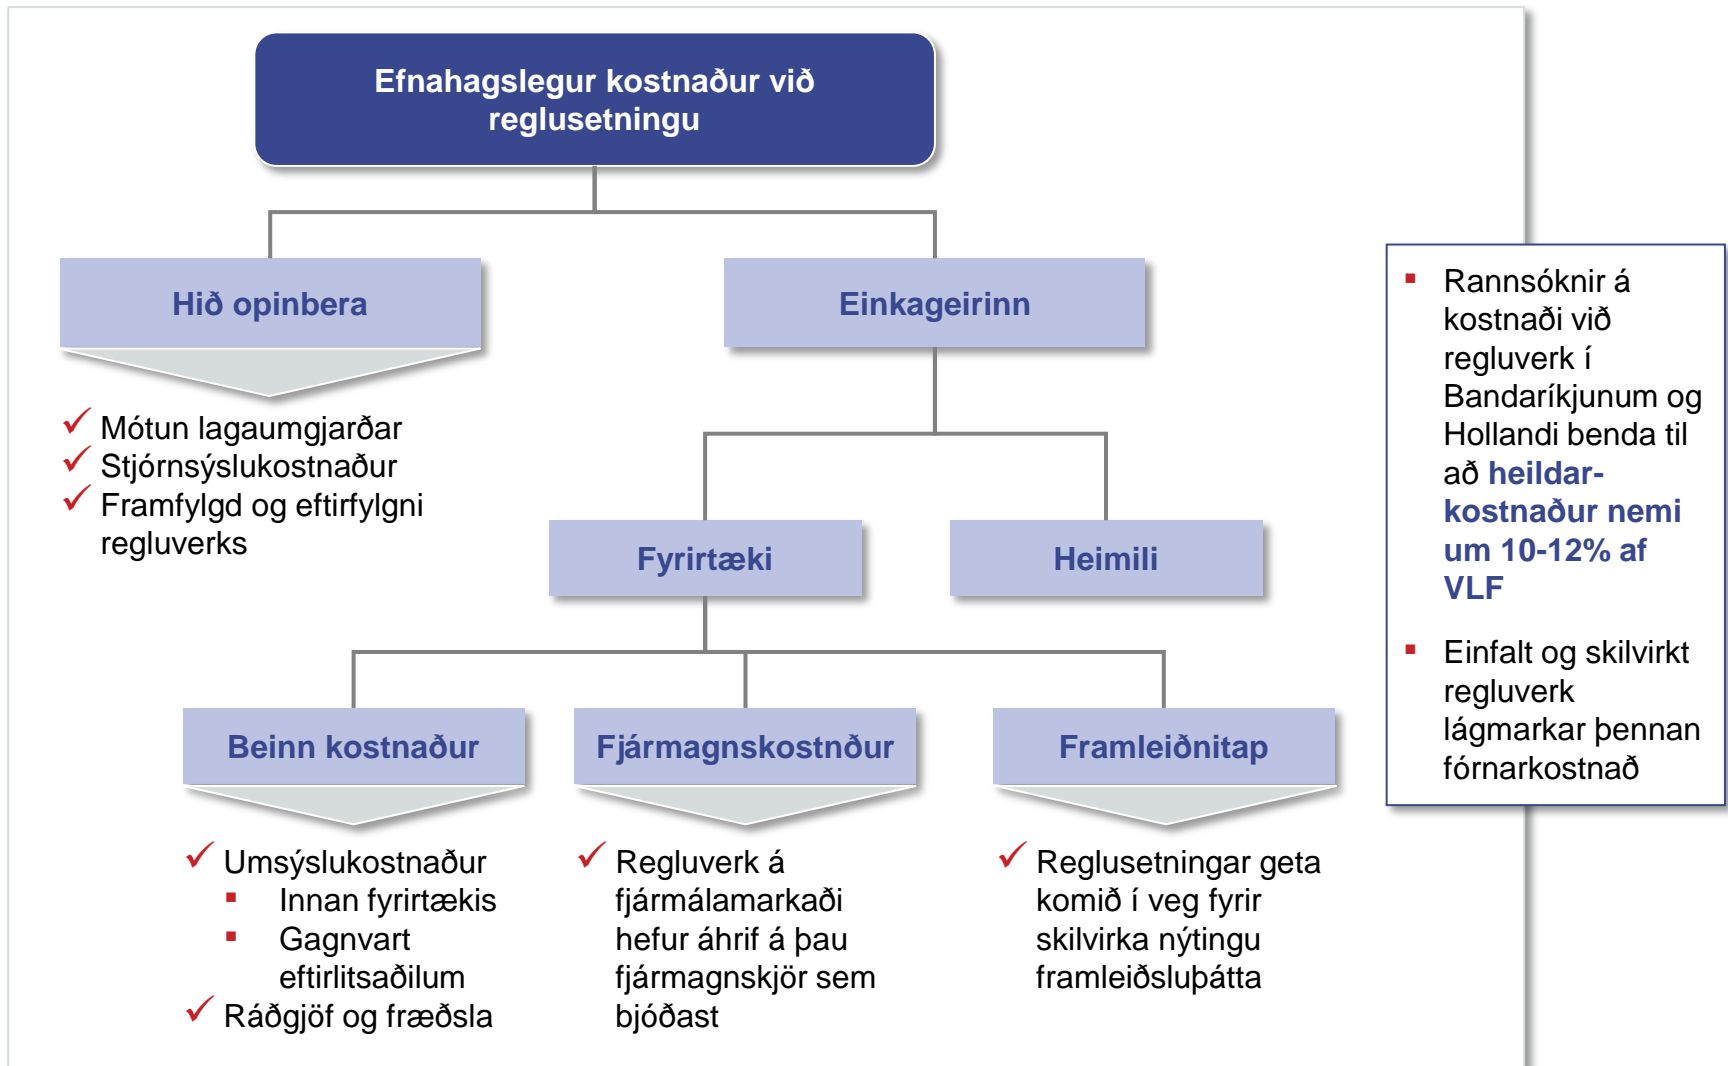 Efnahagslegur kostnaður við
reglusetningu
Hið opinbera
Einkageirinn
Mótun lagaumgjarðar
Stjórnsýslukostnaður
Framfylgd og eftirfylgni
regluverks
Fyrirtæki
Heimili
Beinn kostnaður
Fjármagnskostnður
Framleiðnitap
Umsýslukostnaður
Innan fyrirtækis
Gagnvart
eftirlitsaðilum
Ráðgjöf og fræðsla
Regluverk á
fjármálamarkaði
hefur áhrif á þau
fjármagnskjör sem
bjóðast
Reglusetningar geta
komið í veg fyrir
skilvirka nýtingu
framleiðsluþátta
Rannsóknir á
kostnaði við
regluverk í
Bandaríkjunum og
Hollandi benda til
að heildar-
kostnaður nemi
um 10-12% af
VLF
Einfalt og skilvirkt
regluverk
lágmarkar þennan
fórnarkostnað